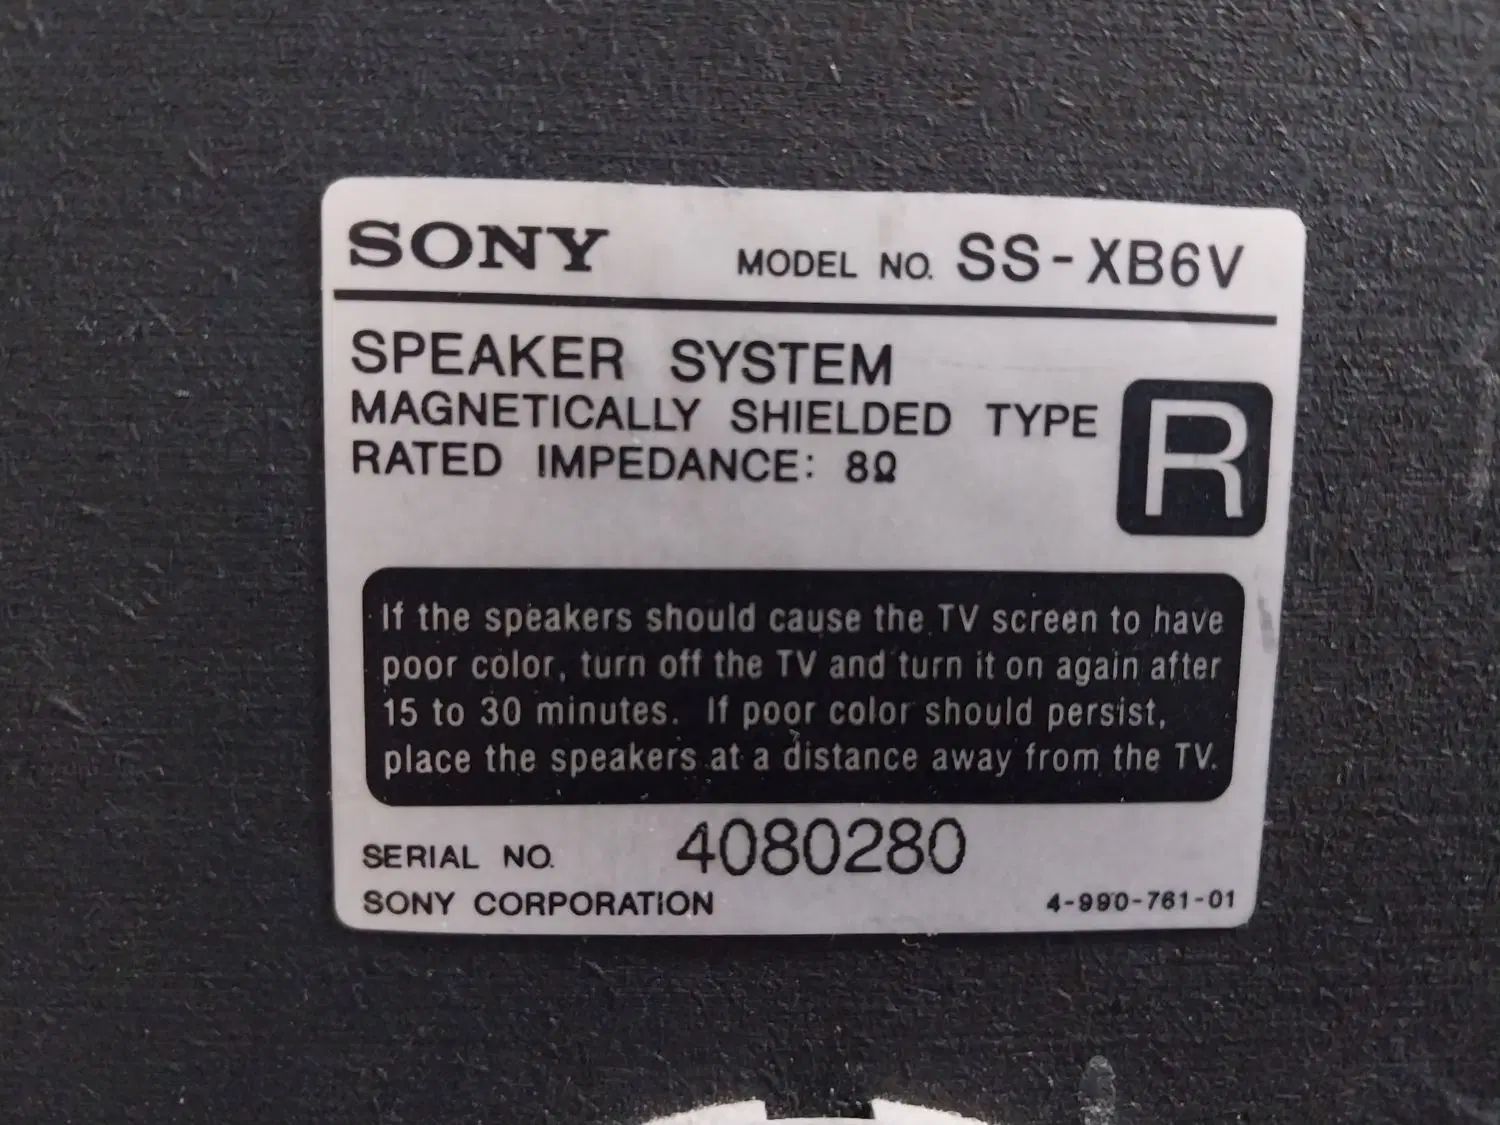 SONY MODEL NO. SS-XB6V
SPEAKER SYSTEM
MAGNETICALLY SHIELDED TYPE
RATED IMPEDANCE: 8Ω
R
If the speakers should cause the TV screen to have
poor color, turn off the TV and turn it on again after
15 to 30 minutes. If poor color should persist,
place the speakers at a distance away from the TV.
SERIAL NO. 4080280
SONY CORPORATION 4-990-761-01